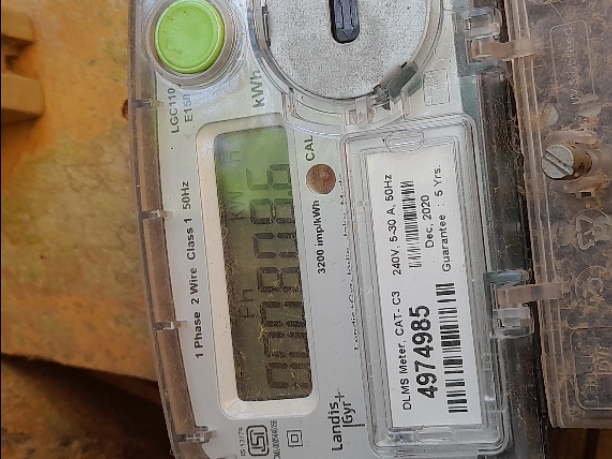 LGC110
E150
kWh
1 Phase 2 Wire Class 1 50Hz
CAL
3200 imp/kWh
Landis
Gyr+
DLMS Meter, CAT- C3 240V, 5-30 A, 50Hz
4974985
Dec, 2020
Guarantee : 5 Yrs.